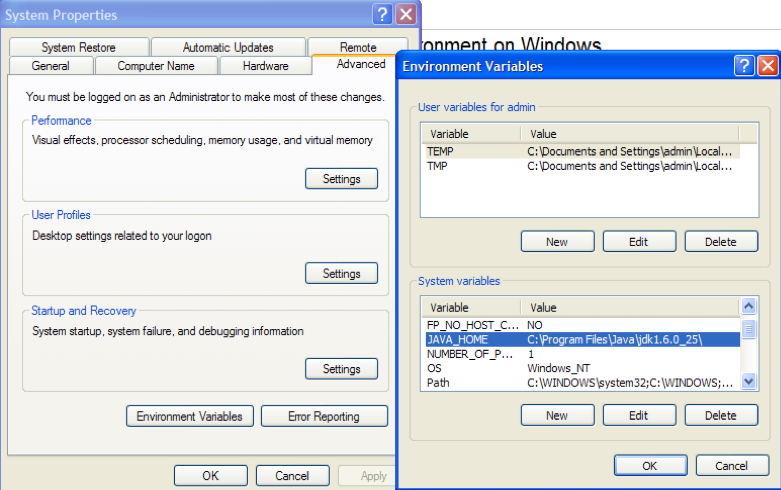 System Properties
System Restore
Automatic Updates
Remote
General
Computer Name
Hardware
Advanced
You must be logged on as an Administrator to make most of these changes.
Performance
Visual effects, processor scheduling, memory usage, and virtual memory
Settings
User Profiles
Desktop settings related to your logon
Settings
Startup and Recovery
System startup, system failure, and debugging information
Settings
Environment Variables
Error Reporting
OK
Cancel
Apply
on Windows
Environment Variables
User variables for admin
Variable Value
TEMP C:\Documents and Settings\admin\Local...
TMP C:\Documents and Settings\admin\Local...
New
Edit
Delete
System variables
Variable Value
FP_NO_HOST_C... NO
JAVA_HOME C:\Program Files\Java\jdk1.6.0_25\
NUMBER_OF_P... 1
OS Windows_NT
Path C:\WINDOWS\system32;C:\WINDOWS;...
New
Edit
Delete
OK
Cancel